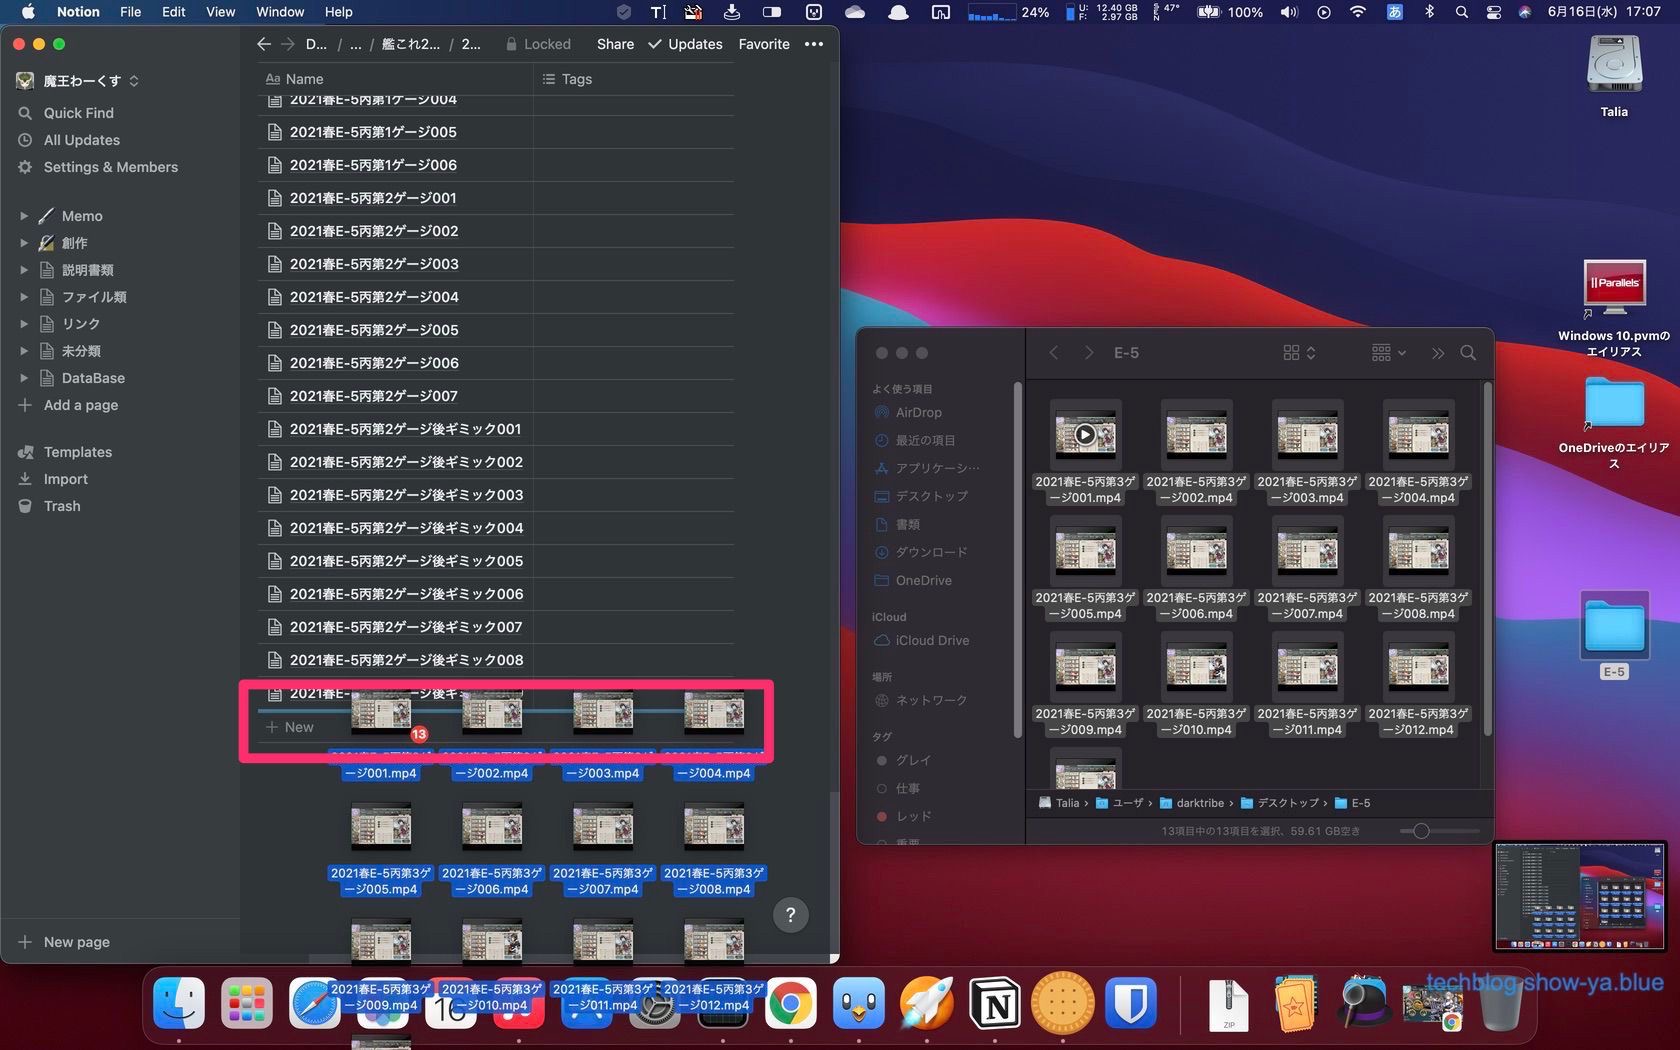 Notion File Edit View Window Help
24% U: 12.40 GB F: 2.97 GB 47° 100% あ 6月16日(水) 17:07
D... / ... / 艦これ2... / 2... Locked Share Updates Favorite •••
魔王わーくす
Quick Find
All Updates
Settings & Members
Memo
創作
説明書類
ファイル類
リンク
未分類
DataBase
Add a page
Templates
Import
Trash
New page
Aa Name Tags
2021春E-5丙第1ゲージ004
2021春E-5丙第1ゲージ005
2021春E-5丙第1ゲージ006
2021春E-5丙第2ゲージ001
2021春E-5丙第2ゲージ002
2021春E-5丙第2ゲージ003
2021春E-5丙第2ゲージ004
2021春E-5丙第2ゲージ005
2021春E-5丙第2ゲージ006
2021春E-5丙第2ゲージ007
2021春E-5丙第2ゲージ後ギミック001
2021春E-5丙第2ゲージ後ギミック002
2021春E-5丙第2ゲージ後ギミック003
2021春E-5丙第2ゲージ後ギミック004
2021春E-5丙第2ゲージ後ギミック005
2021春E-5丙第2ゲージ後ギミック006
2021春E-5丙第2ゲージ後ギミック007
2021春E-5丙第2ゲージ後ギミック008
2021春E- ゲージ後ギ
+ New
13
ージ001.mp4 ージ002.mp4 ージ003.mp4 ージ004.mp4
2021春E-5丙第3ゲ 2021春E-5丙第3ゲ 2021春E-5丙第3ゲ 2021春E-5丙第3ゲ
ージ005.mp4 ージ006.mp4 ージ007.mp4 ージ008.mp4
?
2021春E-5丙第3ゲ 2021春E-5丙第3ゲ 2021春E-5丙第3ゲ 2021春E-5丙第3ゲ
ージ009.mp4 ージ010.mp4 ージ011.mp4 ージ012.mp4
E-5
よく使う項目
AirDrop
最近の項目
アプリケーシ…
デスクトップ
書類
ダウンロード
OneDrive
iCloud
iCloud Drive
場所
ネットワーク
タグ
グレイ
仕事
レッド
重要
2021春E-5丙第3ゲ 2021春E-5丙第3ゲ 2021春E-5丙第3ゲ 2021春E-5丙第3ゲ
ージ001.mp4 ージ002.mp4 ージ003.mp4 ージ004.mp4
2021春E-5丙第3ゲ 2021春E-5丙第3ゲ 2021春E-5丙第3ゲ 2021春E-5丙第3ゲ
ージ005.mp4 ージ006.mp4 ージ007.mp4 ージ008.mp4
2021春E-5丙第3ゲ 2021春E-5丙第3ゲ 2021春E-5丙第3ゲ 2021春E-5丙第3ゲ
ージ009.mp4 ージ010.mp4 ージ011.mp4 ージ012.mp4
Talia › ユーザ › darktribe › デスクトップ › E-5
13項目中の13項目を選択、59.61 GB空き
Talia
Parallels
Windows 10.pvmの
エイリアス
OneDriveのエイリア
ス
E-5
ZIP
techblog-show-ya.blue